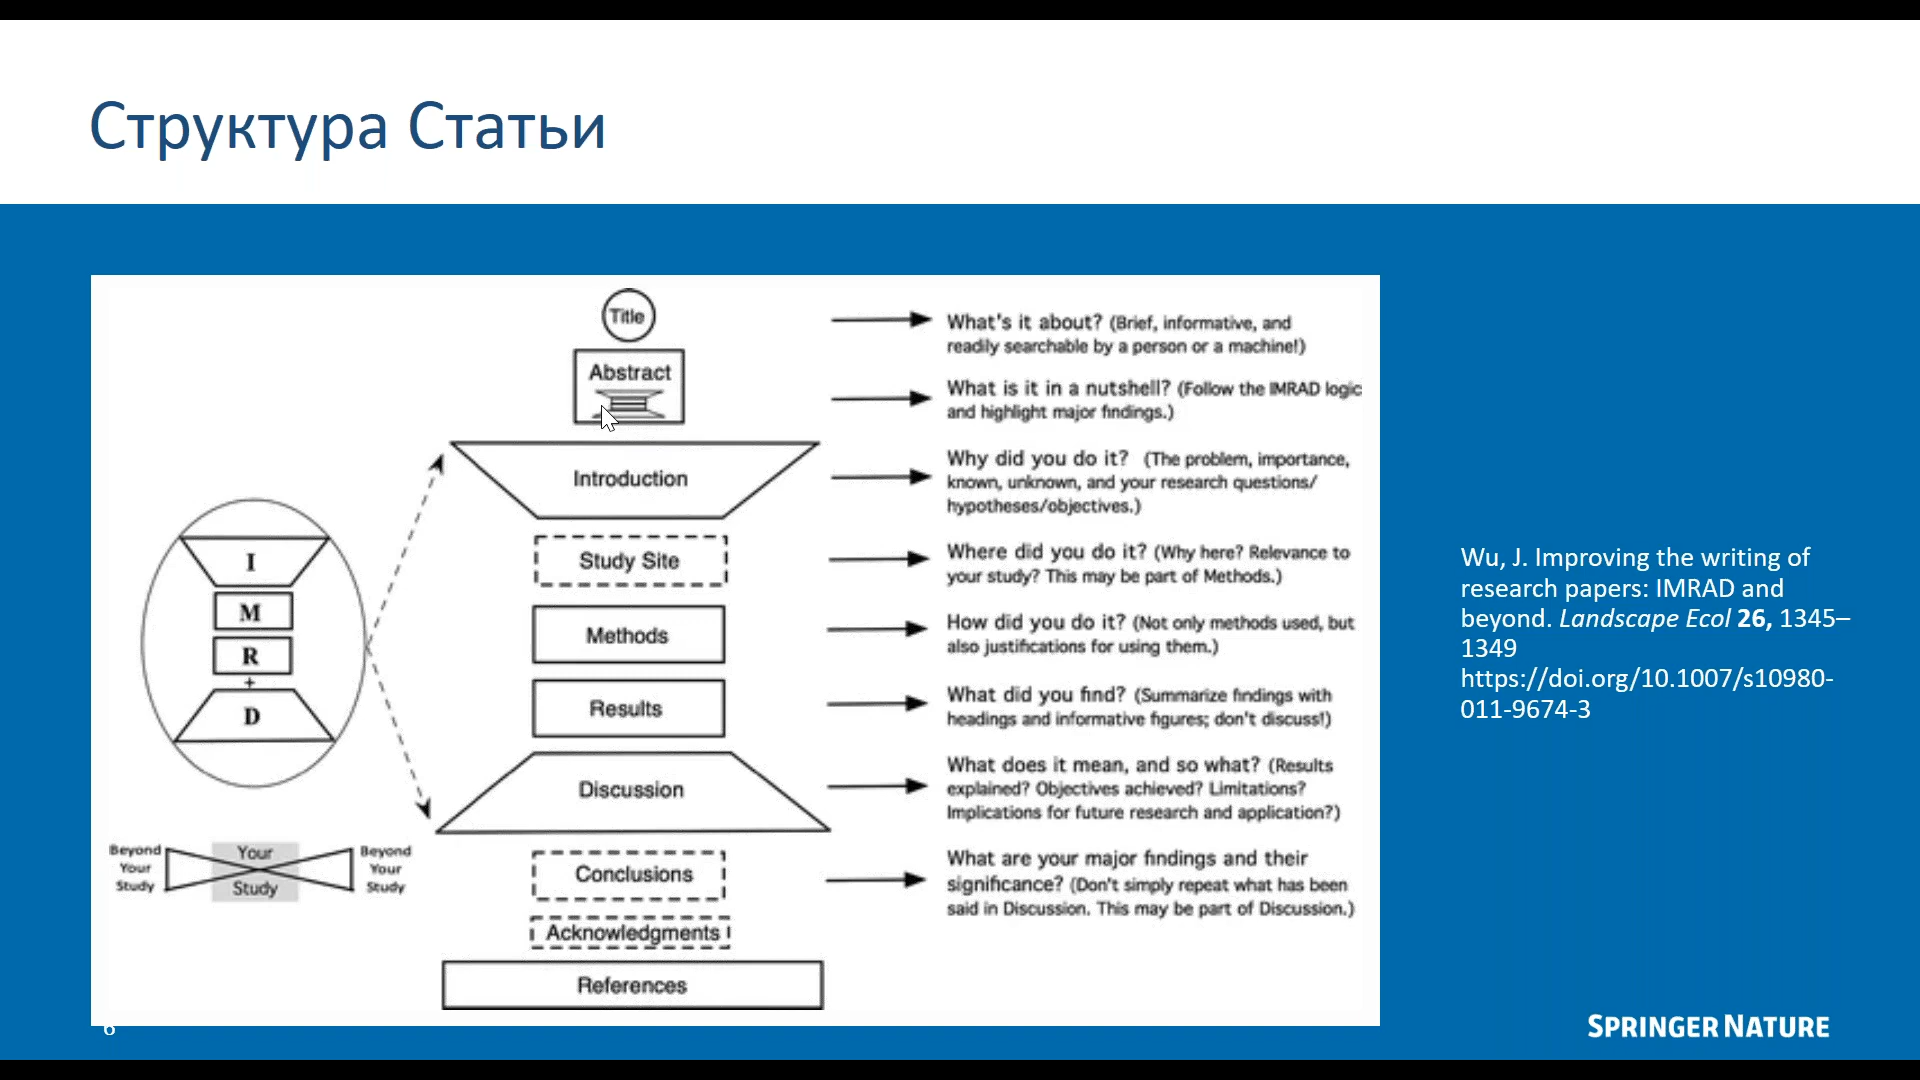 Структура Статьи
Title
What's it about? (Brief, informative, and
readily searchable by a person or a machine!)
Abstract
What is it in a nutshell? (Follow the IMRAD logic
and highlight major findings.)
Introduction
Why did you do it? (The problem, importance,
known, unknown, and your research questions/
hypotheses/objectives.)
Study Site
Where did you do it? (Why here? Relevance to
your study? This may be part of Methods.)
Methods
How did you do it? (Not only methods used, but
also justifications for using them.)
Results
What did you find? (Summarize findings with
headings and informative figures; don't discuss!)
Discussion
What does it mean, and so what? (Results
explained? Objectives achieved? Limitations?
Implications for future research and application?)
Conclusions
What are your major findings and their
significance? (Don't simply repeat what has been
said in Discussion. This may be part of Discussion.)
Acknowledgments
References
I
M
R
+
D
Beyond
Your
Study
Your
Study
Beyond
Your
Study
Wu, J. Improving the writing of
research papers: IMRAD and
beyond. Landscape Ecol 26, 1345–
1349
https://doi.org/10.1007/s10980-
011-9674-3
6
SPRINGER NATURE